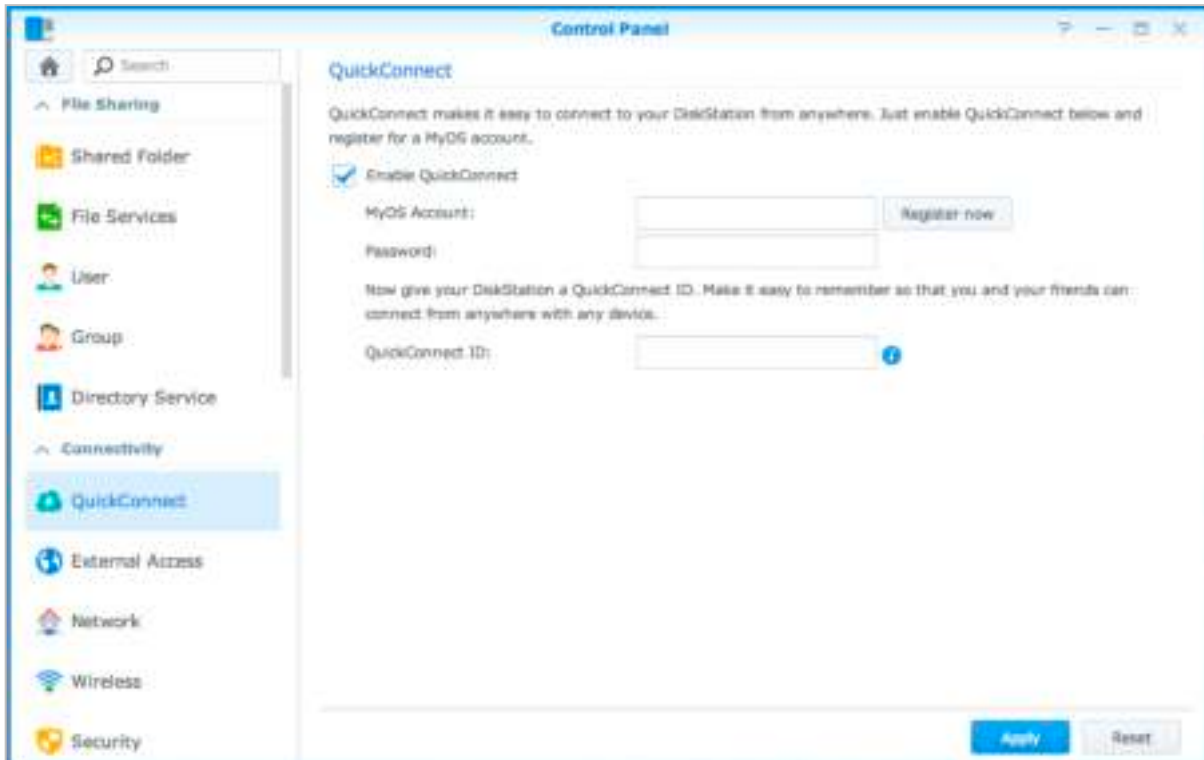 Control Panel
Search
File Sharing
Shared Folder
File Services
User
Group
Directory Service
Connectivity
QuickConnect
External Access
Network
Wireless
Security
QuickConnect
QuickConnect makes it easy to connect to your DiskStation from anywhere. Just enable QuickConnect below and
register for a MyDS account.
Enable QuickConnect
MyDS Account:
Register now
Password:
Now give your DiskStation a QuickConnect ID. Make it easy to remember so that you and your friends can
connect from anywhere with any device.
QuickConnect ID:
Apply
Reset